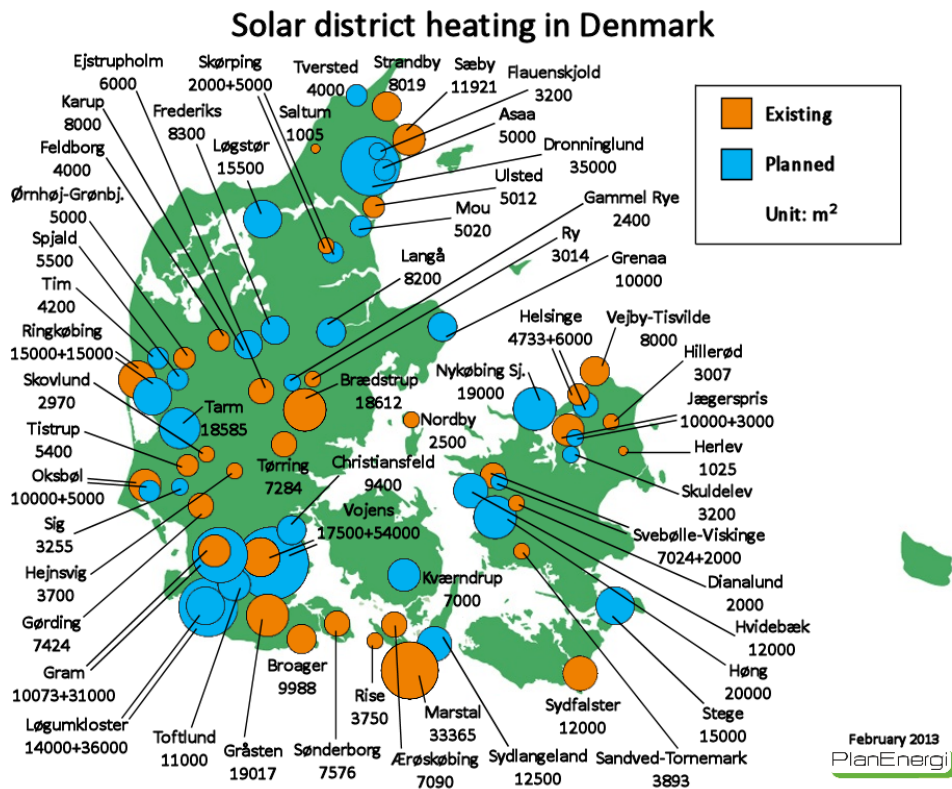 Solar district heating in Denmark
Ejstrupholm
6000
Karup
8000
Feldborg
4000
Ørnhøj-Grønbj.
5000
Spjald
5500
Tim
4200
Ringkøbing
15000+15000
Skovlund
2970
Tistrup
5400
Oksbøl
10000+5000
Sig
3255
Hejnsvig
3700
Gørding
7424
Gram
10073+31000
Løgumkloster
14000+36000
Frederiks
8300
Løgstør
15500
Skørping
2000+5000
Saltum
1005
Tversted
4000
Strandby
8019
Sæby
11921
Flauenskjold
3200
Asaa
5000
Dronninglund
35000
Ulsted
5012
Mou
5020
Gammel Rye
2400
Ry
3014
Grenaa
10000
Langå
8200
Existing
Planned
Unit: m²
Helsinge
4733+6000
Vejby-Tisvilde
8000
Hillerød
3007
Jægerspris
10000+3000
Herlev
1025
Skuldelev
3200
Svebølle-Viskinge
7024+2000
Dianalund
2000
Hvidebæk
12000
Høng
20000
Stege
15000
Nykøbing Sj.
19000
Brædstrup
18612
Nordby
2500
Tarm
18585
Tørring
7284
Christiansfeld
9400
Vojens
17500+54000
Kværndrup
7000
Toftlund
11000
Gråsten
19017
Broager
9988
Sønderborg
7576
Rise
3750
Ærøskøbing
7090
Marstal
33365
Sydlangeland
12500
Sydfalster
12000
Sandved-Tornemark
3893
February 2013
PlanEnergi